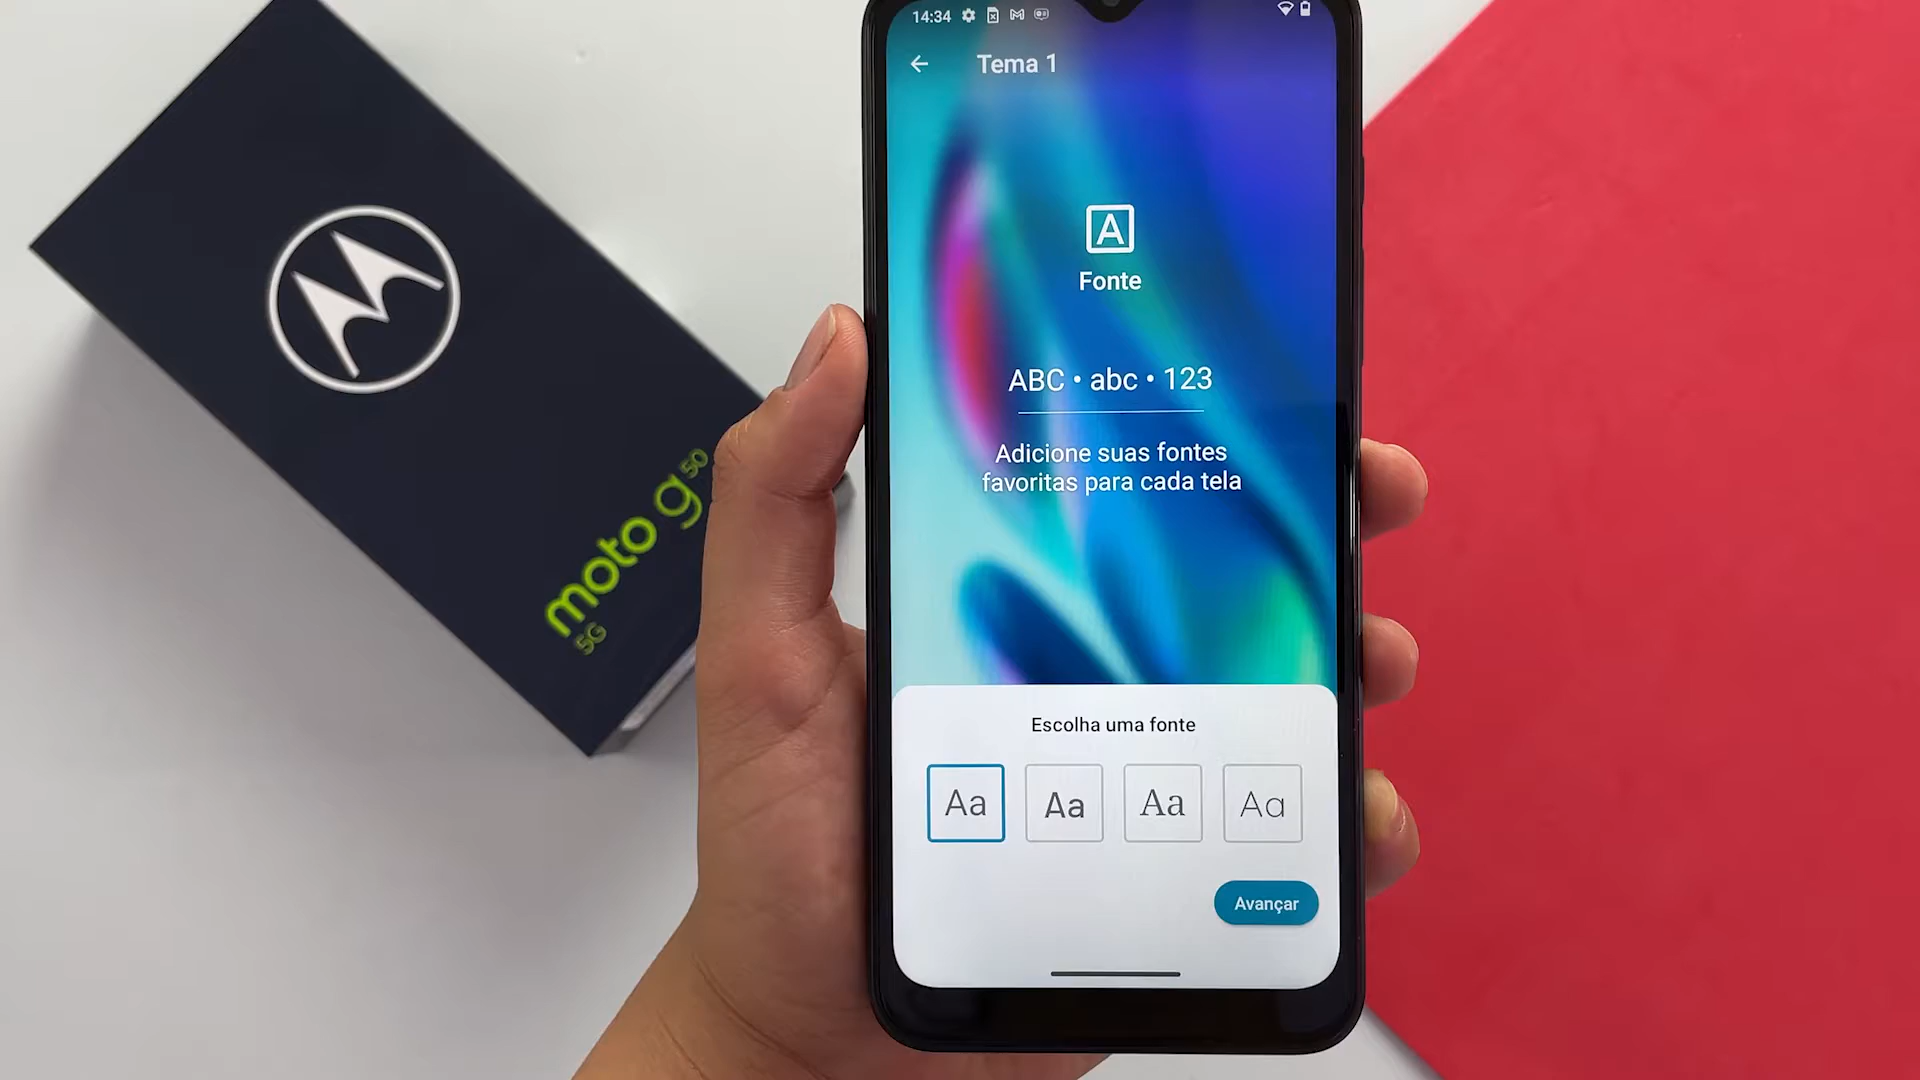 14:34
Tema 1
A
Fonte
ABC • abc • 123
Adicione suas fontes
favoritas para cada tela
Escolha uma fonte
Aa
Aa
Aa
Aa
Avançar
moto g50
5G